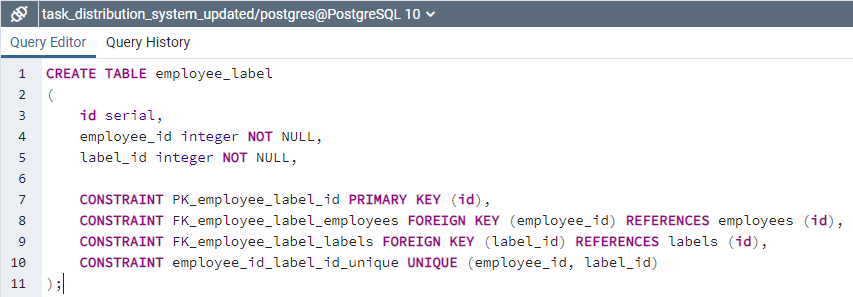 task_distribution_system_updated/postgres@PostgreSQL 10
Query Editor Query History
1 CREATE TABLE employee_label
2 (
3 id serial,
4 employee_id integer NOT NULL,
5 label_id integer NOT NULL,
6
7 CONSTRAINT PK_employee_label_id PRIMARY KEY (id),
8 CONSTRAINT FK_employee_label_employees FOREIGN KEY (employee_id) REFERENCES employees (id),
9 CONSTRAINT FK_employee_label_labels FOREIGN KEY (label_id) REFERENCES labels (id),
10 CONSTRAINT employee_id_label_id_unique UNIQUE (employee_id, label_id)
11 );